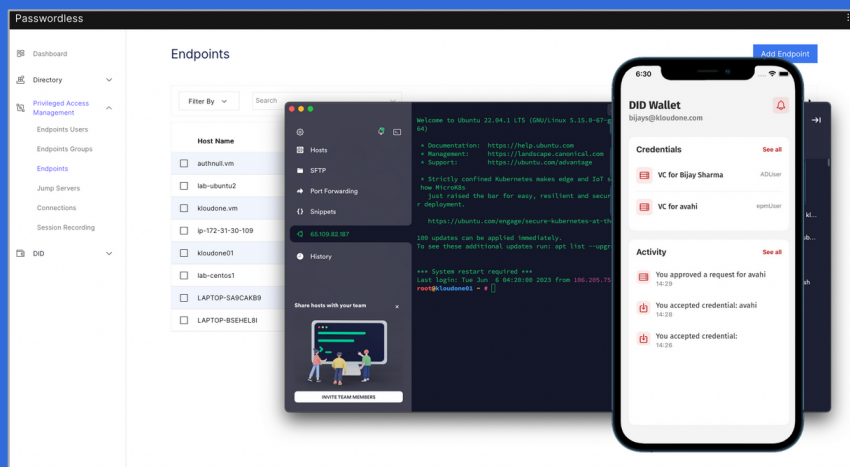 Passwordless
Dashboard
Directory
Privileged Access
Management
Endpoints Users
Endpoints Groups
Endpoints
Jump Servers
Connections
Session Recording
DID
Endpoints
Add Endpoint
Filter By
Search
Host Name
authnull.vm
lab-ubuntu2
kloudone.vm
ip-172-31-30-109
kloudone01
lab-centos1
LAPTOP-SA9CAKB9
LAPTOP-BSEHEL8I
Hosts
SFTP
Port Forwarding
{} Snippets
65.109.82.187
History
Share hosts with your team
INVITE TEAM MEMBERS
Welcome to Ubuntu 22.04.1 LTS (GNU/Linux 5.15.0-67-g
64)
* Documentation: https://help.ubuntu.com
* Management: https://landscape.canonical.com
* Support: https://ubuntu.com/advantage
* Strictly confined Kubernetes makes edge and IoT s
how MicroK8s
just raised the bar for easy, resilient and secur
r deployment.
https://ubuntu.com/engage/secure-kubernetes-at-th
100 updates can be applied immediately.
To see these additional updates run: apt list --upgr
*** System restart required ***
Last login: Tue Jun 6 04:20:00 2023 from 106.205.75
root@kloudone01 ~ #
kl...
ub...
sh
6:30
DID Wallet
bijays@kloudone.com
Credentials
See all
VC for Bijay Sharma
ADUser
VC for avahi
epmUser
Activity
See all
You approved a request for avahi
14:29
You accepted credential: avahi
14:28
You accepted credential:
14:26